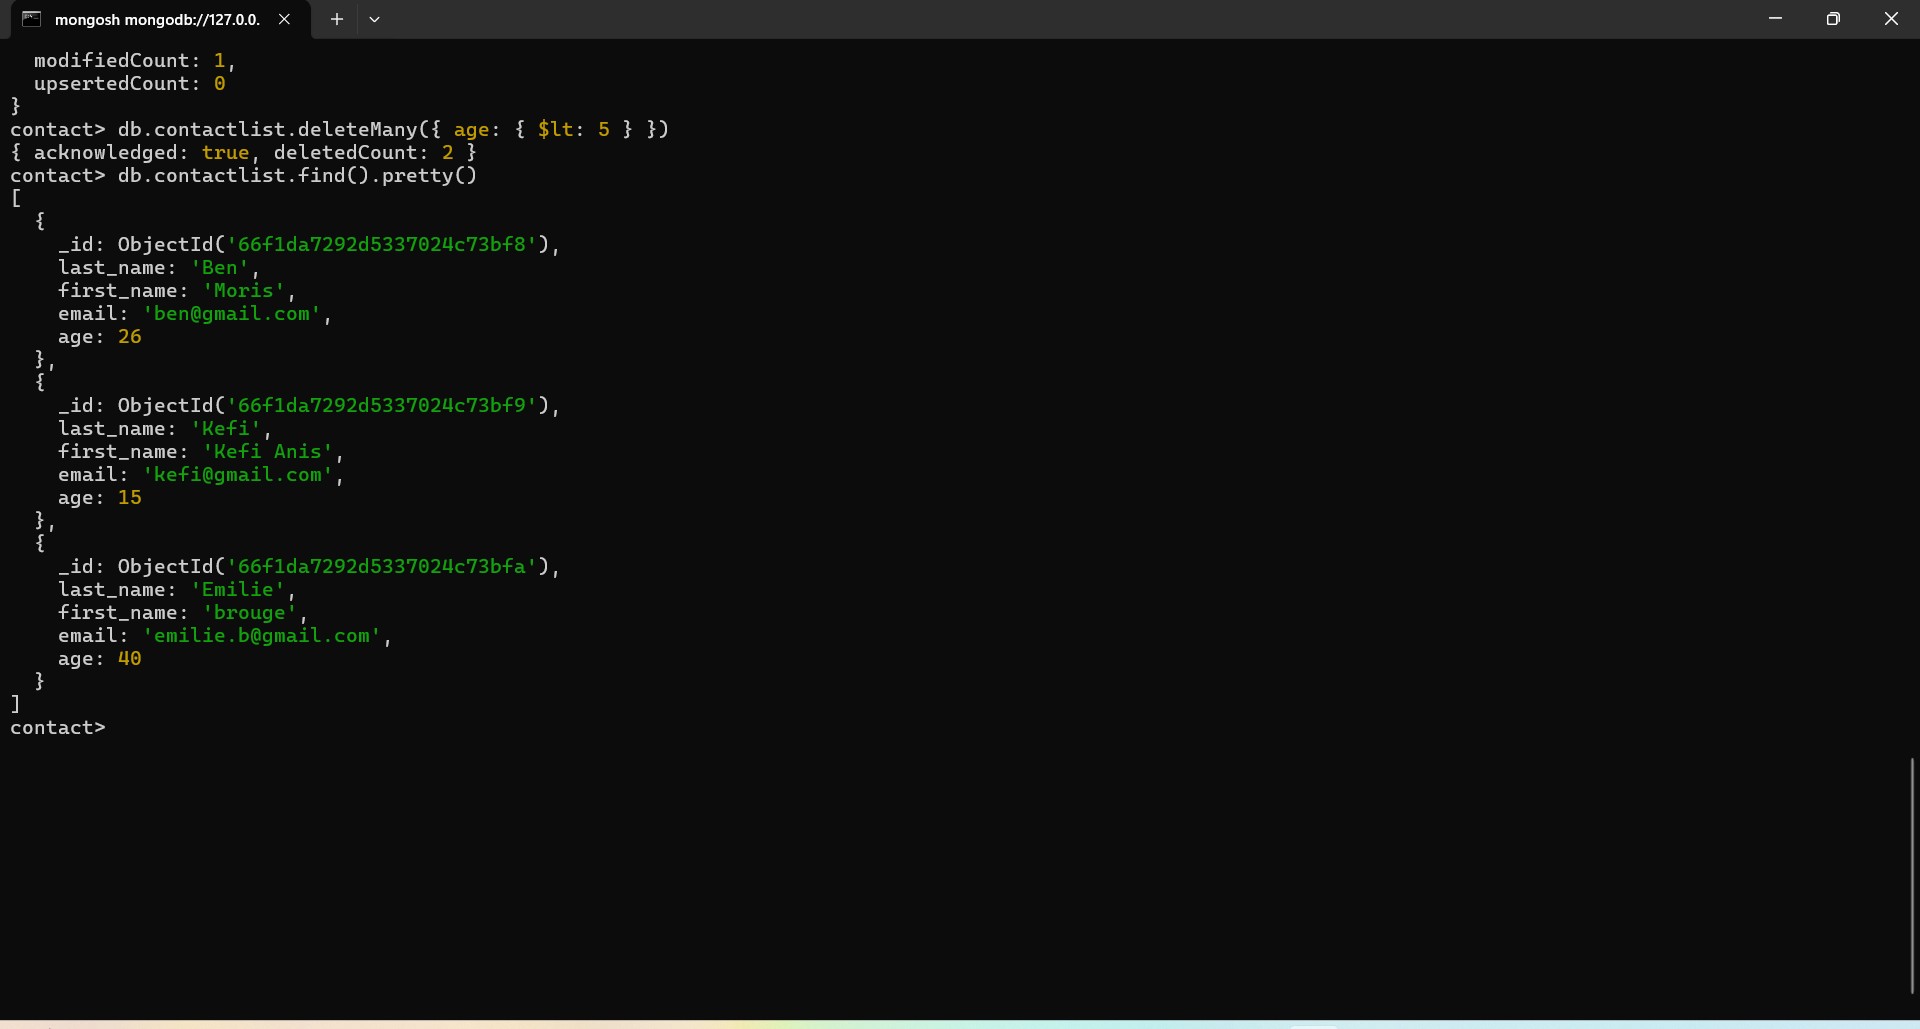 mongosh mongodb://127.0.0.
  modifiedCount: 1,
  upsertedCount: 0
}
contact> db.contactlist.deleteMany({ age: { $lt: 5 } })
{ acknowledged: true, deletedCount: 2 }
contact> db.contactlist.find().pretty()
[
  {
    _id: ObjectId('66f1da7292d5337024c73bf8'),
    last_name: 'Ben',
    first_name: 'Moris',
    email: 'ben@gmail.com',
    age: 26
  },
  {
    _id: ObjectId('66f1da7292d5337024c73bf9'),
    last_name: 'Kefi',
    first_name: 'Kefi Anis',
    email: 'kefi@gmail.com',
    age: 15
  },
  {
    _id: ObjectId('66f1da7292d5337024c73bfa'),
    last_name: 'Emilie',
    first_name: 'brouge',
    email: 'emilie.b@gmail.com',
    age: 40
  }
]
contact>